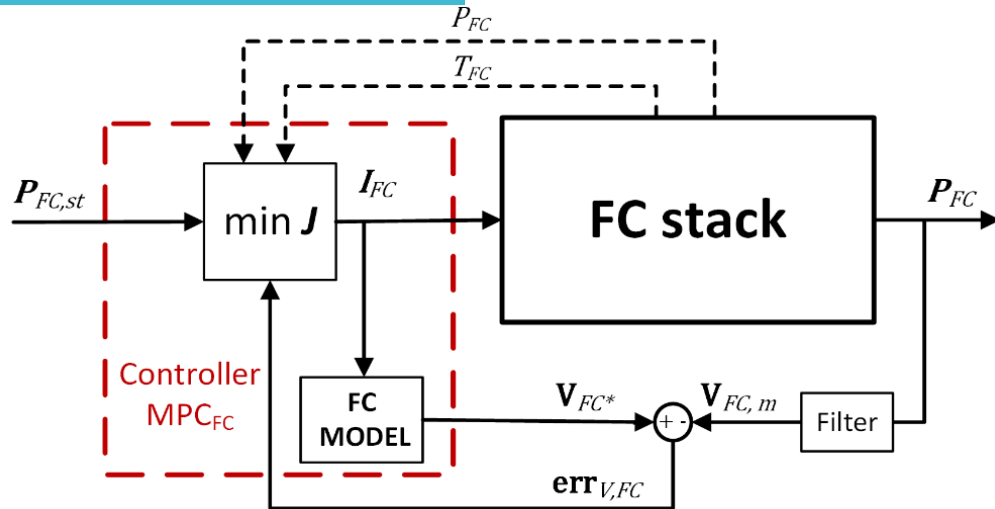 P_FC
T_FC
P_FC,st
min J
I_FC
FC stack
P_FC
Controller
MPC_FC
FC
MODEL
V_FC*
+ -
V_FC, m
Filter
err_V,FC